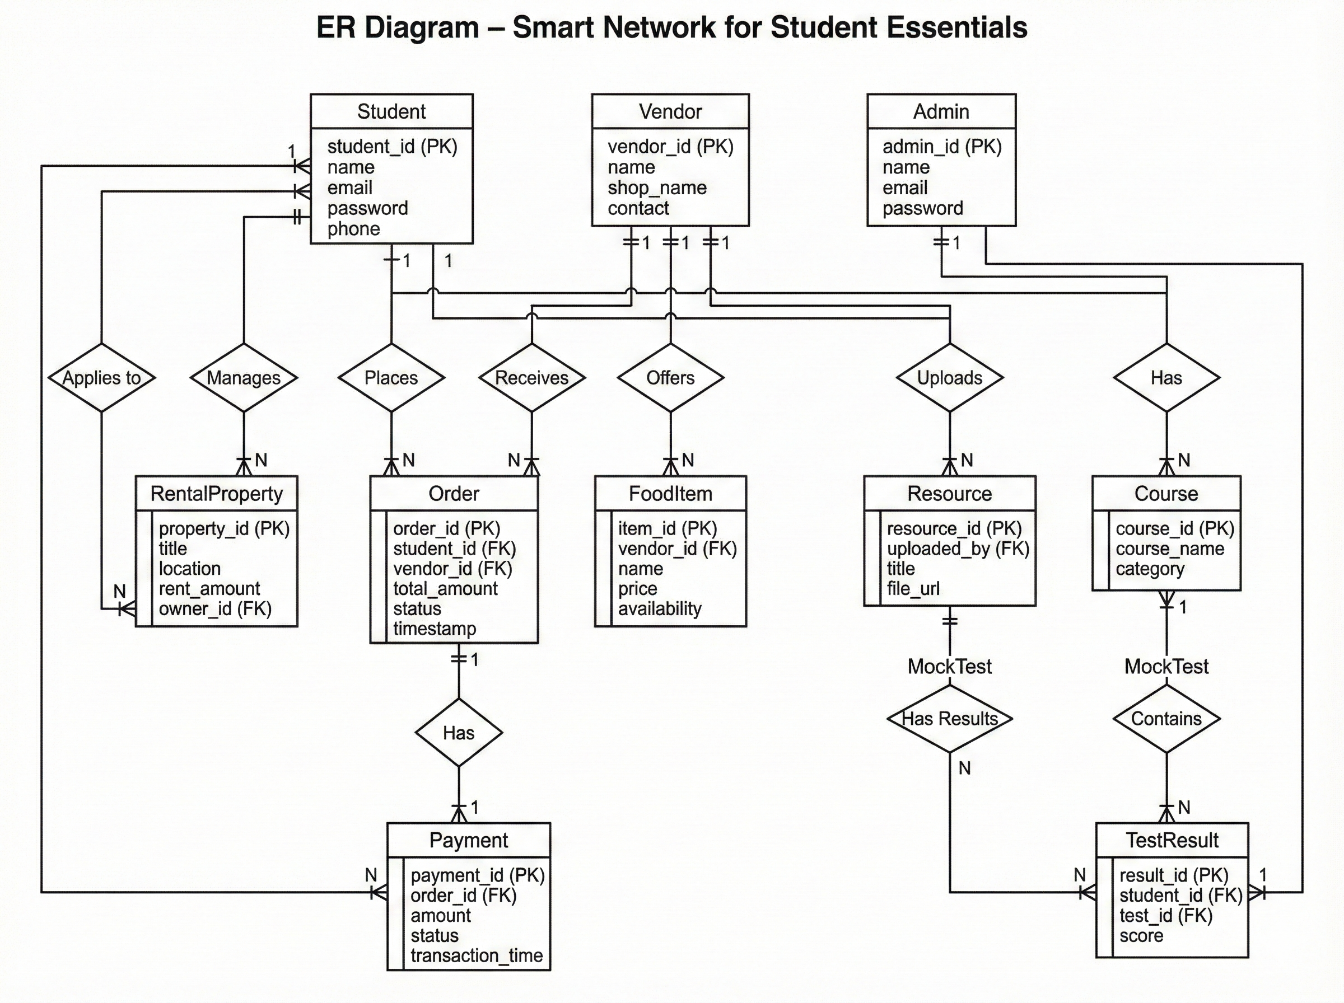 ER Diagram – Smart Network for Student Essentials
Student
student_id (PK)
name
email
password
phone
Vendor
vendor_id (PK)
name
shop_name
contact
Admin
admin_id (PK)
name
email
password
1
1
1
1
1
1
1
Applies to
Manages
Places
Receives
Offers
Uploads
Has
N
N
N
N
N
N
RentalProperty
property_id (PK)
title
location
rent_amount
owner_id (FK)
N
Order
order_id (PK)
student_id (FK)
vendor_id (FK)
total_amount
status
timestamp
FoodItem
item_id (PK)
vendor_id (FK)
name
price
availability
Resource
resource_id (PK)
uploaded_by (FK)
title
file_url
Course
course_id (PK)
course_name
category
1
1
MockTest
MockTest
Has
Has Results
Contains
N
1
N
Payment
payment_id (PK)
order_id (FK)
amount
status
transaction_time
N
TestResult
result_id (PK)
student_id (FK)
test_id (FK)
score
N
1